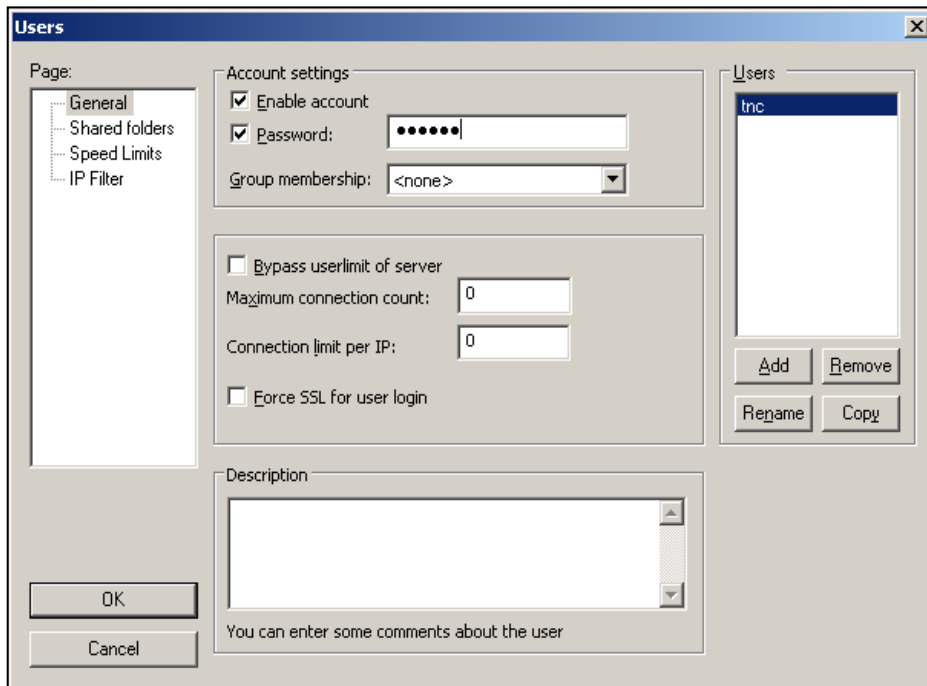 Users
Page:
General
Shared folders
Speed Limits
IP Filter
OK
Cancel
Account settings
Enable account
Password: ••••••
Group membership: <none>
Bypass userlimit of server
Maximum connection count: 0
Connection limit per IP: 0
Force SSL for user login
Description
You can enter some comments about the user
Users
tnc
Add Remove
Rename Copy